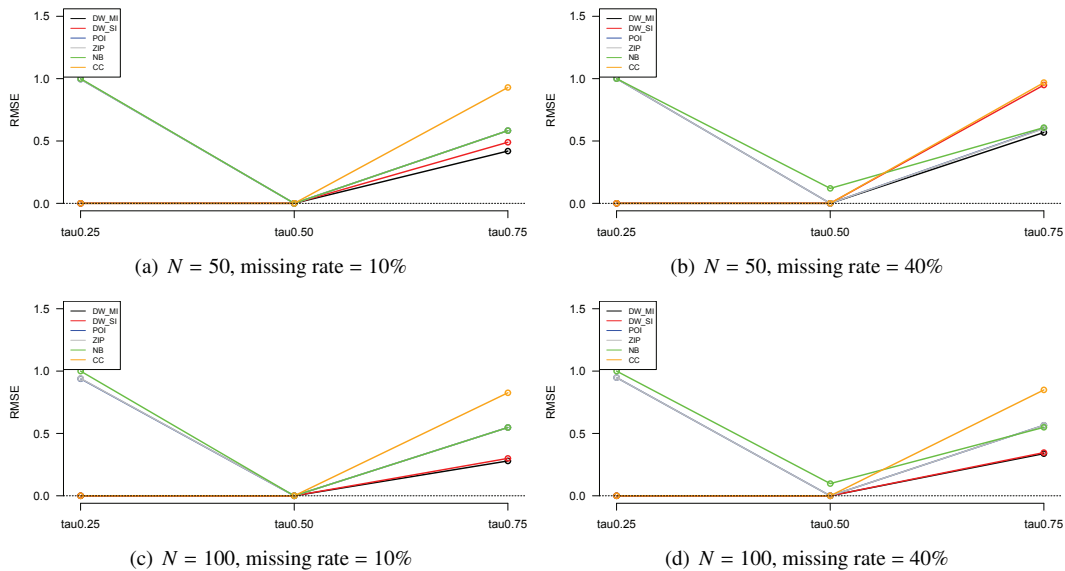 1.5
1.0
0.5
0.0
RMSE
DW_MI
DW_SI
POI
ZIP
NB
CC
tau0.25 tau0.50 tau0.75
(a) N = 50, missing rate = 10%
1.5
1.0
0.5
0.0
RMSE
DW_MI
DW_SI
POI
ZIP
NB
CC
tau0.25 tau0.50 tau0.75
(b) N = 50, missing rate = 40%
1.5
1.0
0.5
0.0
RMSE
DW_MI
DW_SI
POI
ZIP
NB
CC
tau0.25 tau0.50 tau0.75
(c) N = 100, missing rate = 10%
1.5
1.0
0.5
0.0
RMSE
DW_MI
DW_SI
POI
ZIP
NB
CC
tau0.25 tau0.50 tau0.75
(d) N = 100, missing rate = 40%